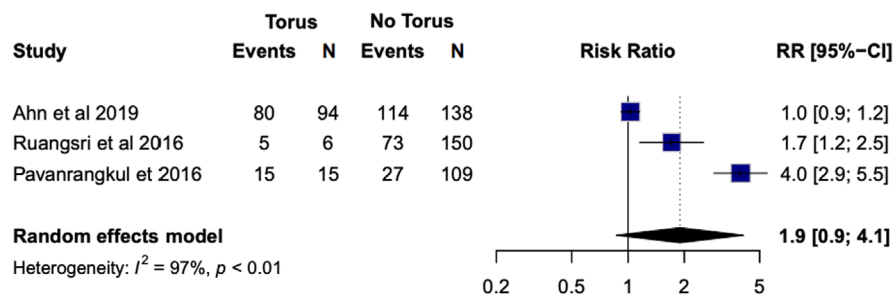 Torus No Torus
Study Events N Events N Risk Ratio RR [95%−CI]
Ahn et al 2019 80 94 114 138 1.0 [0.9; 1.2]
Ruangsri et al 2016 5 6 73 150 1.7 [1.2; 2.5]
Pavanrangkul et 2016 15 15 27 109 4.0 [2.9; 5.5]
Random effects model 1.9 [0.9; 4.1]
Heterogeneity: I² = 97%, p < 0.01
0.2 0.5 1 2 5